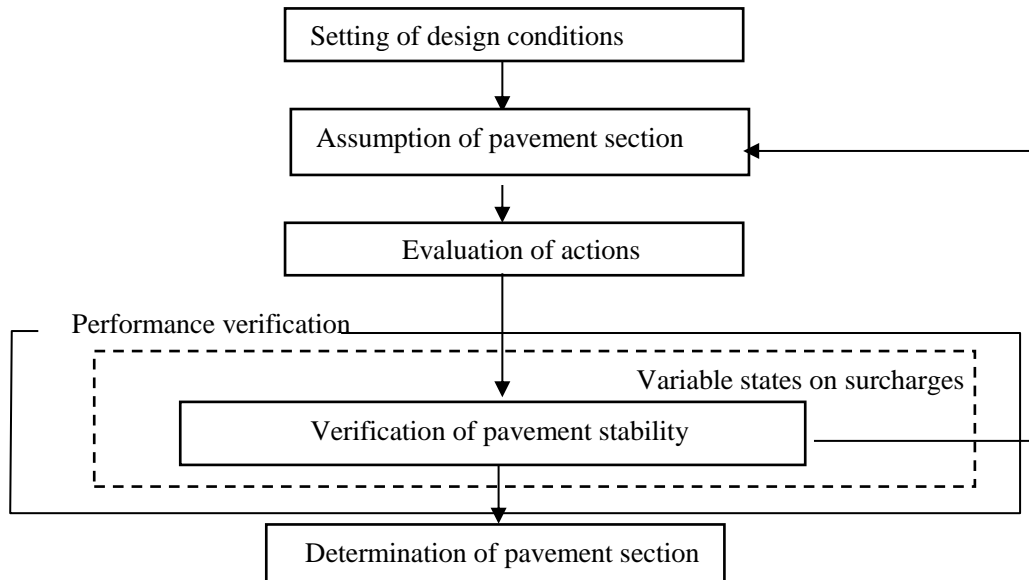 Setting of design conditions
Assumption of pavement section
Evaluation of actions
Performance verification
Variable states on surcharges
Verification of pavement stability
Determination of pavement section